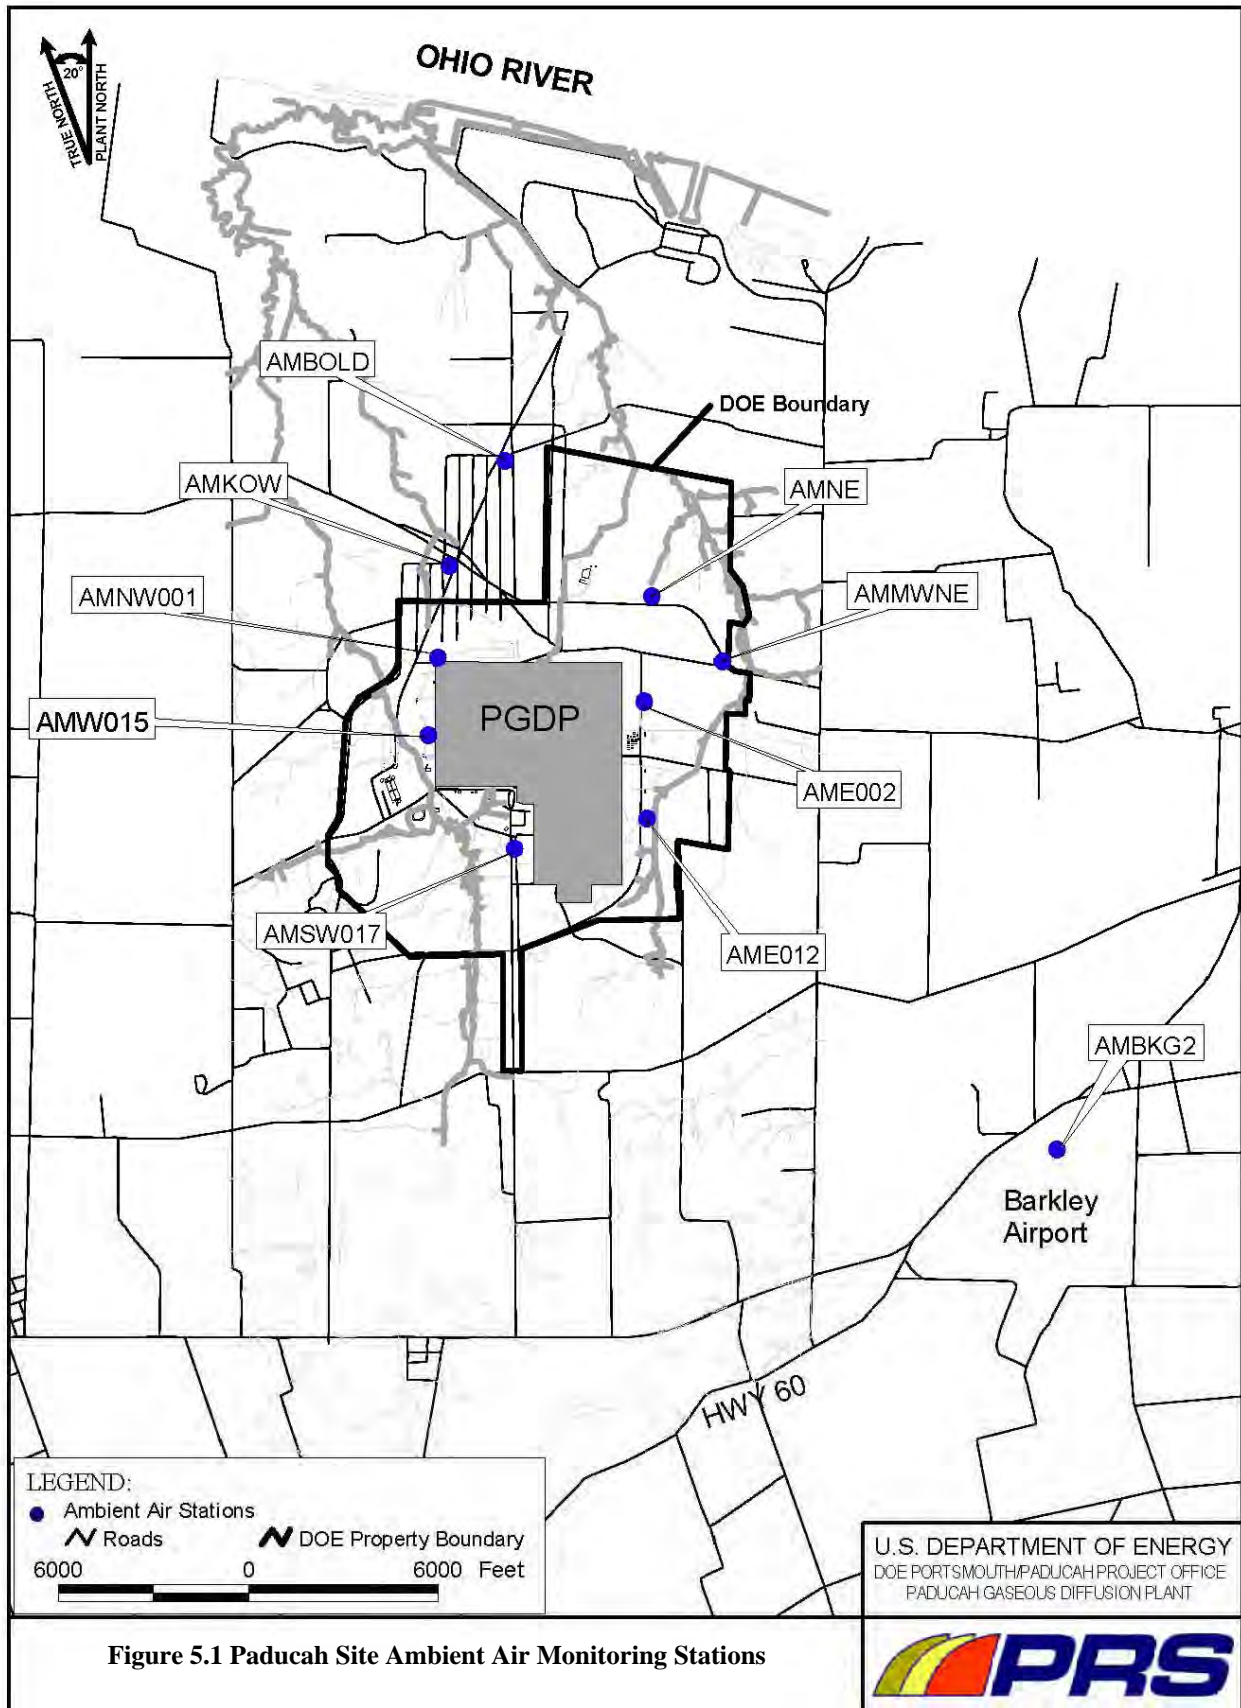 OHIO RIVER
20°
TRUE NORTH
PLANT NORTH
AMBOLD
DOE Boundary
AMKOW
AMNE
AMNW001
AMMWNE
AMW015
PGDP
AME002
AMSW017
AME012
AMBKG2
Barkley
Airport
HWY 60
LEGEND:
Ambient Air Stations
Roads
DOE Property Boundary
6000 0 6000 Feet
U.S. DEPARTMENT OF ENERGY
DOE PORTSMOUTH/PADUCAH PROJECT OFFICE
PADUCAH GASEOUS DIFFUSION PLANT
Figure 5.1 Paducah Site Ambient Air Monitoring Stations
PRS